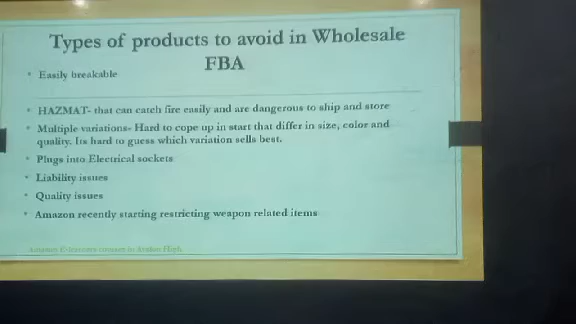 Types of products to avoid in Wholesale
FBA
• Easily breakable
• HAZMAT- that can catch fire easily and are dangerous to ship and store
• Multiple variations- Hard to cope up in start that differ in size, color and
quality. Its hard to guess which variation sells best.
• Plugs into Electrical sockets
• Liability issues
• Quality issues
• Amazon recently starting restricting weapon related items